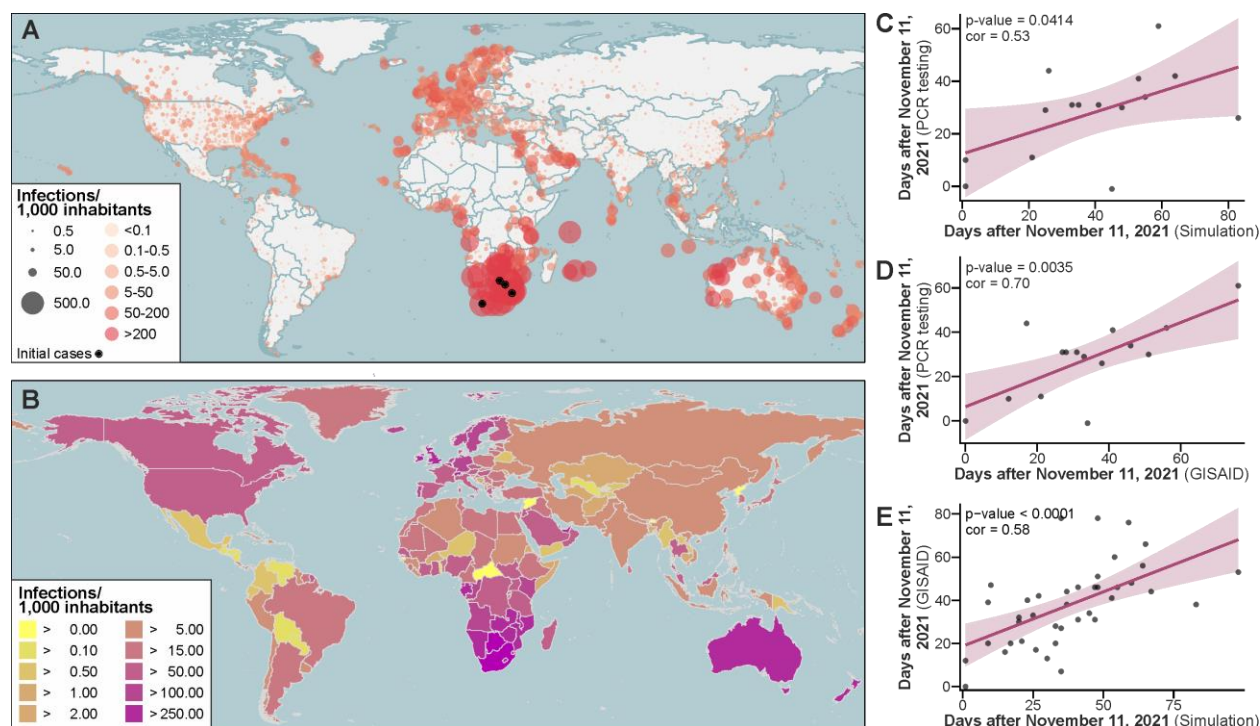 A
Infections/
1,000 inhabitants
0.5
5.0
50.0
500.0
<0.1
0.1-0.5
0.5-5.0
5-50
50-200
>200
Initial cases
B
Infections/
1,000 inhabitants
> 0.00
> 0.10
> 0.50
> 1.00
> 2.00
> 5.00
> 15.00
> 50.00
>100.00
>250.00
C
p-value = 0.0414
cor = 0.53
Days after November 11,
2021 (PCR testing)
60
40
20
0
0 20 40 60 80
Days after November 11, 2021 (Simulation)
D
p-value = 0.0035
cor = 0.70
Days after November 11,
2021 (PCR testing)
60
40
20
0
0 20 40 60
Days after November 11, 2021 (GISAID)
E
p-value < 0.0001
cor = 0.58
Days after November 11,
2021 (GISAID)
80
60
40
20
0
0 25 50 75
Days after November 11, 2021 (Simulation)